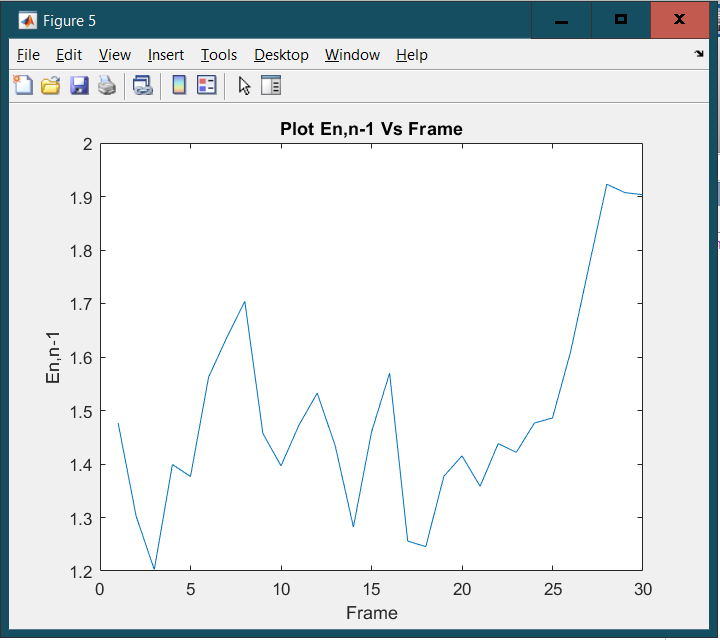 Figure 5
File Edit View Insert Tools Desktop Window Help
Plot En,n-1 Vs Frame
2
1.9
1.8
1.7
1.6
1.5
1.4
1.3
1.2
En,n-1
0 5 10 15 20 25 30
Frame